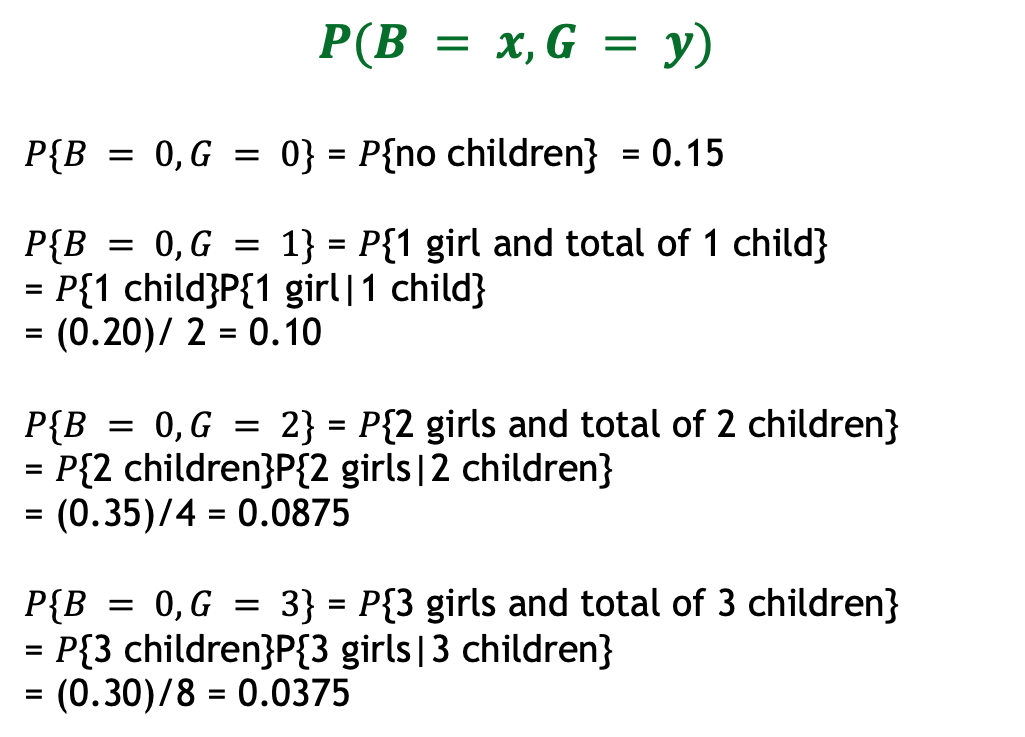 P(B = x, G = y)
P{B = 0, G = 0} = P{no children} = 0.15
P{B = 0, G = 1} = P{1 girl and total of 1 child}
= P{1 child}P{1 girl|1 child}
= (0.20)/ 2 = 0.10
P{B = 0, G = 2} = P{2 girls and total of 2 children}
= P{2 children}P{2 girls|2 children}
= (0.35)/4 = 0.0875
P{B = 0, G = 3} = P{3 girls and total of 3 children}
= P{3 children}P{3 girls|3 children}
= (0.30)/8 = 0.0375